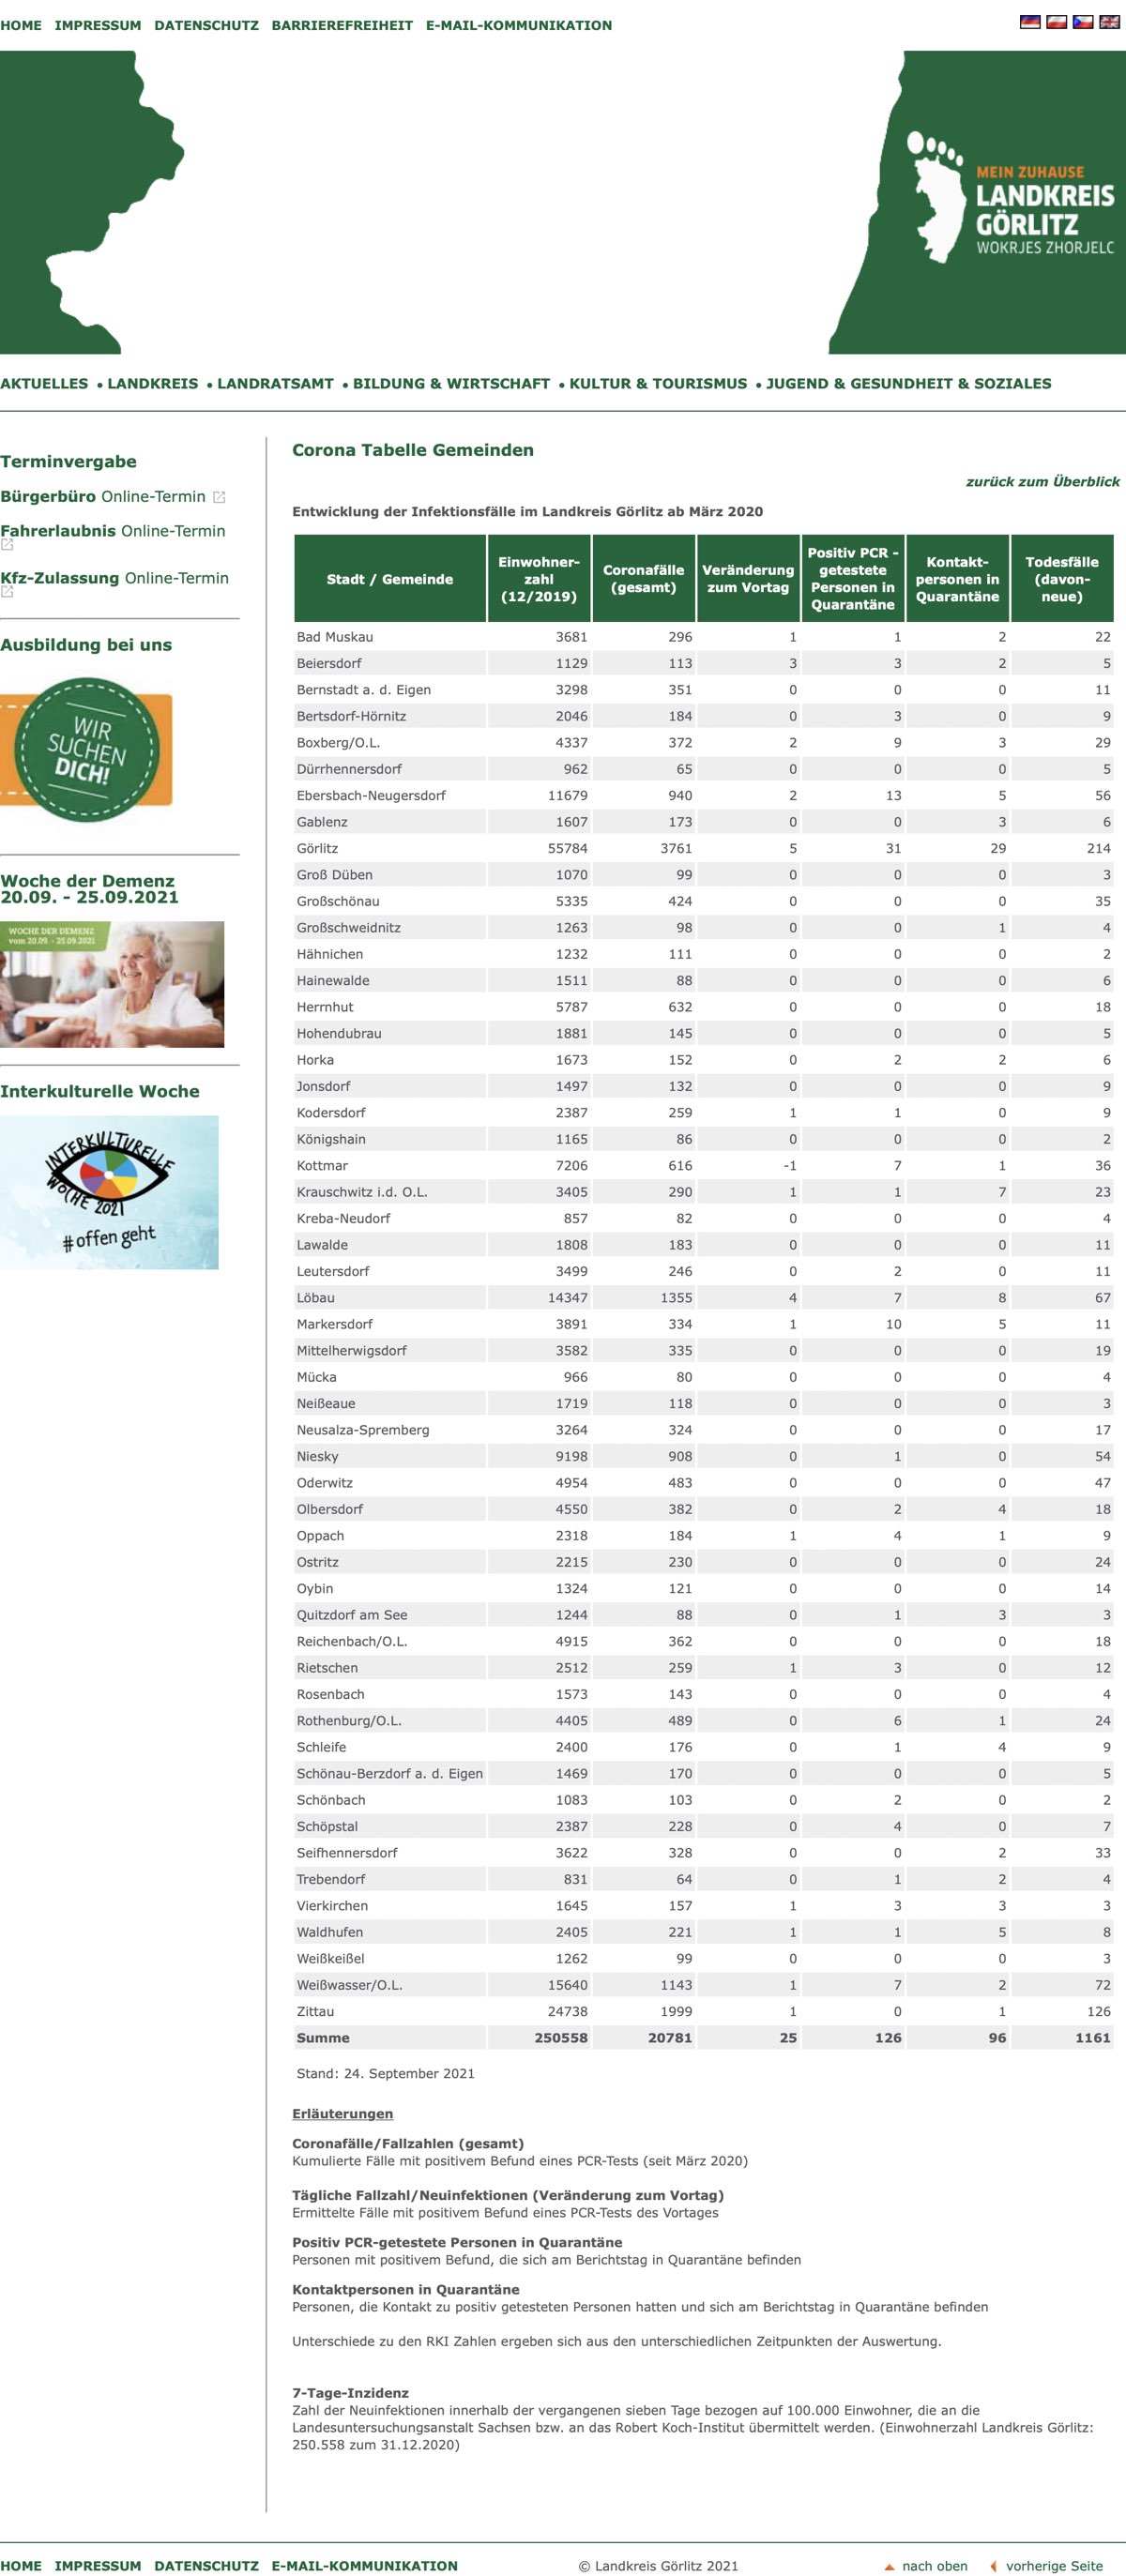 HOME IMPRESSUM DATENSCHUTZ BARRIEREFREIHEIT E-MAIL-KOMMUNIKATION
MEIN ZUHAUSE
LANDKREIS
GÖRLITZ
WOKRJES ZHORJELC
AKTUELLES • LANDKREIS • LANDRATSAMT • BILDUNG & WIRTSCHAFT • KULTUR & TOURISMUS • JUGEND & GESUNDHEIT & SOZIALES
Terminvergabe
Bürgerbüro Online-Termin
Fahrerlaubnis Online-Termin
Kfz-Zulassung Online-Termin
Ausbildung bei uns
WIR
SUCHEN
DICH!
Woche der Demenz
20.09. - 25.09.2021
WOCHE DER DEMENZ
vom 20.09. - 25.09.2021
Interkulturelle Woche
INTERKULTURELLE
WOCHE 2021
#offen geht
Corona Tabelle Gemeinden
zurück zum Überblick
Entwicklung der Infektionsfälle im Landkreis Görlitz ab März 2020
Stadt / Gemeinde
Einwohner-
zahl
(12/2019)
Coronafälle
(gesamt)
Veränderung
zum Vortag
Positiv PCR -
getestete
Personen in
Quarantäne
Kontakt-
personen in
Quarantäne
Todesfälle
(davon-
neue)
Bad Muskau 3681 296 1 1 2 22
Beiersdorf 1129 113 3 3 2 5
Bernstadt a. d. Eigen 3298 351 0 0 0 11
Bertsdorf-Hörnitz 2046 184 0 3 0 9
Boxberg/O.L. 4337 372 2 9 3 29
Dürrhennersdorf 962 65 0 0 0 5
Ebersbach-Neugersdorf 11679 940 2 13 5 56
Gablenz 1607 173 0 0 3 6
Görlitz 55784 3761 5 31 29 214
Groß Düben 1070 99 0 0 0 3
Großschönau 5335 424 0 0 0 35
Großschweidnitz 1263 98 0 0 1 4
Hähnichen 1232 111 0 0 0 2
Hainewalde 1511 88 0 0 0 6
Herrnhut 5787 632 0 0 0 18
Hohendubrau 1881 145 0 0 0 5
Horka 1673 152 0 2 2 6
Jonsdorf 1497 132 0 0 0 9
Kodersdorf 2387 259 1 1 0 9
Königshain 1165 86 0 0 0 2
Kottmar 7206 616 -1 7 1 36
Krauschwitz i.d. O.L. 3405 290 1 1 7 23
Kreba-Neudorf 857 82 0 0 0 4
Lawalde 1808 183 0 0 0 11
Leutersdorf 3499 246 0 2 0 11
Löbau 14347 1355 4 7 8 67
Markersdorf 3891 334 1 10 5 11
Mittelherwigsdorf 3582 335 0 0 0 19
Mücka 966 80 0 0 0 4
Neißeaue 1719 118 0 0 0 3
Neusalza-Spremberg 3264 324 0 0 0 17
Niesky 9198 908 0 1 0 54
Oderwitz 4954 483 0 0 0 47
Olbersdorf 4550 382 0 2 4 18
Oppach 2318 184 1 4 1 9
Ostritz 2215 230 0 0 0 24
Oybin 1324 121 0 0 0 14
Quitzdorf am See 1244 88 0 1 3 3
Reichenbach/O.L. 4915 362 0 0 0 18
Rietschen 2512 259 1 3 0 12
Rosenbach 1573 143 0 0 0 4
Rothenburg/O.L. 4405 489 0 6 1 24
Schleife 2400 176 0 1 4 9
Schönau-Berzdorf a. d. Eigen 1469 170 0 0 0 5
Schönbach 1083 103 0 2 0 2
Schöpstal 2387 228 0 4 0 7
Seifhennersdorf 3622 328 0 0 2 33
Trebendorf 831 64 0 1 2 4
Vierkirchen 1645 157 1 3 3 3
Waldhufen 2405 221 1 1 5 8
Weißkeißel 1262 99 0 0 0 3
Weißwasser/O.L. 15640 1143 1 7 2 72
Zittau 24738 1999 1 0 1 126
Summe 250558 20781 25 126 96 1161
Stand: 24. September 2021
Erläuterungen
Coronafälle/Fallzahlen (gesamt)
Kumulierte Fälle mit positivem Befund eines PCR-Tests (seit März 2020)
Tägliche Fallzahl/Neuinfektionen (Veränderung zum Vortag)
Ermittelte Fälle mit positivem Befund eines PCR-Tests des Vortages
Positiv PCR-getestete Personen in Quarantäne
Personen mit positivem Befund, die sich am Berichtstag in Quarantäne befinden
Kontaktpersonen in Quarantäne
Personen, die Kontakt zu positiv getesteten Personen hatten und sich am Berichtstag in Quarantäne befinden
Unterschiede zu den RKI Zahlen ergeben sich aus den unterschiedlichen Zeitpunkten der Auswertung.
7-Tage-Inzidenz
Zahl der Neuinfektionen innerhalb der vergangenen sieben Tage bezogen auf 100.000 Einwohner, die an die
Landesuntersuchungsanstalt Sachsen bzw. an das Robert Koch-Institut übermittelt werden. (Einwohnerzahl Landkreis Görlitz:
250.558 zum 31.12.2020)
HOME IMPRESSUM DATENSCHUTZ E-MAIL-KOMMUNIKATION
© Landkreis Görlitz 2021
nach oben vorherige Seite